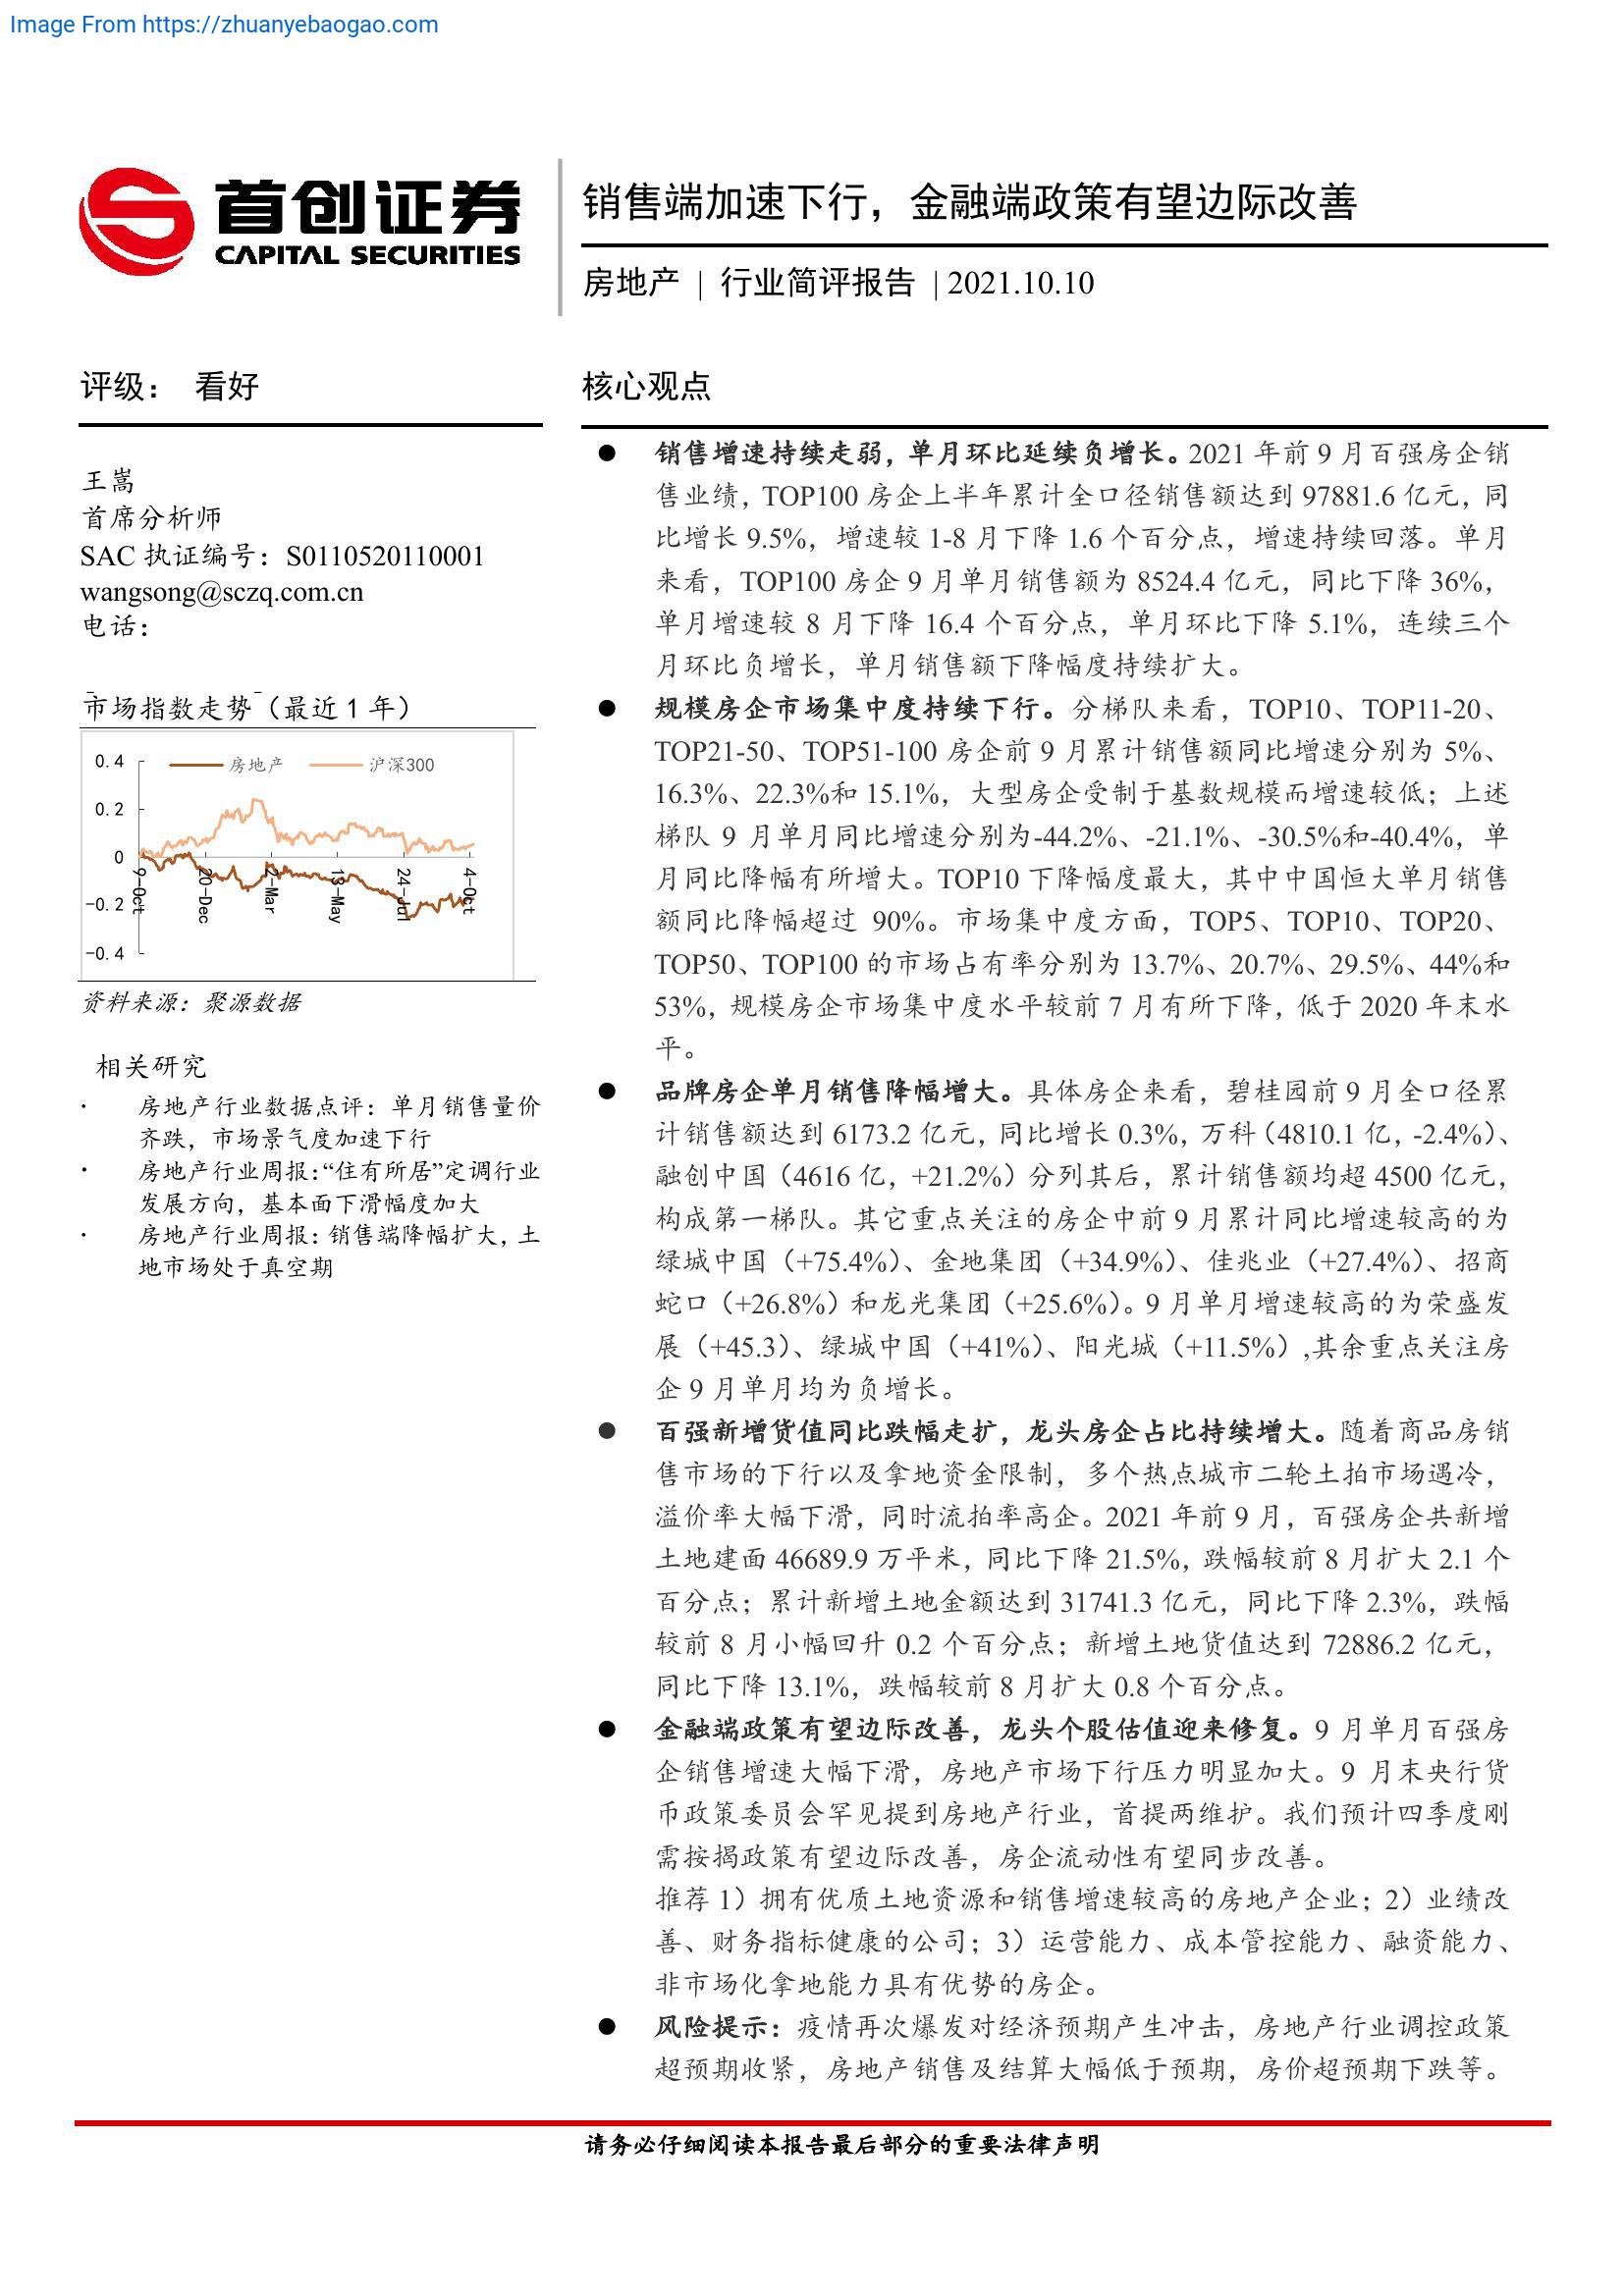 Image From https://zhuanyebaogao.com
首创证券
CAPITAL SECURITIES
销售端加速下行，金融端政策有望边际改善
房地产 | 行业简评报告 | 2021.10.10
评级： 看好
王嵩
首席分析师
SAC 执证编号：S0110520110001
wangsong@sczq.com.cn
电话：
市场指数走势（最近 1 年）
房地产 沪深300
0.4
0.2
0
-0.2
-0.4
9-Oct
20-Dec
2-Mar
13-May
24-Jul
4-Oct
资料来源：聚源数据
相关研究
· 房地产行业数据点评：单月销售量价
齐跌，市场景气度加速下行
· 房地产行业周报：“住有所居”定调行业
发展方向，基本面下滑幅度加大
· 房地产行业周报：销售端降幅扩大，土
地市场处于真空期
核心观点
● 销售增速持续走弱，单月环比延续负增长。2021 年前 9 月百强房企销
售业绩，TOP100 房企上半年累计全口径销售额达到 97881.6 亿元，同
比增长 9.5%，增速较 1-8 月下降 1.6 个百分点，增速持续回落。单月
来看，TOP100 房企 9 月单月销售额为 8524.4 亿元，同比下降 36%，
单月增速较 8 月下降 16.4 个百分点，单月环比下降 5.1%，连续三个
月环比负增长，单月销售额下降幅度持续扩大。
● 规模房企市场集中度持续下行。分梯队来看，TOP10、TOP11-20、
TOP21-50、TOP51-100 房企前 9 月累计销售额同比增速分别为 5%、
16.3%、22.3%和 15.1%，大型房企受制于基数规模而增速较低；上述
梯队 9 月单月同比增速分别为-44.2%、-21.1%、-30.5%和-40.4%，单
月同比降幅有所增大。TOP10 下降幅度最大，其中中国恒大单月销售
额同比降幅超过 90%。市场集中度方面，TOP5、TOP10、TOP20、
TOP50、TOP100 的市场占有率分别为 13.7%、20.7%、29.5%、44%和
53%，规模房企市场集中度水平较前 7 月有所下降，低于 2020 年末水
平。
● 品牌房企单月销售降幅增大。具体房企来看，碧桂园前 9 月全口径累
计销售额达到 6173.2 亿元，同比增长 0.3%，万科（4810.1 亿，-2.4%）、
融创中国（4616 亿，+21.2%）分列其后，累计销售额均超 4500 亿元，
构成第一梯队。其它重点关注的房企中前 9 月累计同比增速较高的为
绿城中国（+75.4%）、金地集团（+34.9%）、佳兆业（+27.4%）、招商
蛇口（+26.8%）和龙光集团（+25.6%）。9 月单月增速较高的为荣盛发
展（+45.3）、绿城中国（+41%）、阳光城（+11.5%）,其余重点关注房
企 9 月单月均为负增长。
● 百强新增货值同比跌幅走扩，龙头房企占比持续增大。随着商品房销
售市场的下行以及拿地资金限制，多个热点城市二轮土拍市场遇冷，
溢价率大幅下滑，同时流拍率高企。2021 年前 9 月，百强房企共新增
土地建面 46689.9 万平米，同比下降 21.5%，跌幅较前 8 月扩大 2.1 个
百分点；累计新增土地金额达到 31741.3 亿元，同比下降 2.3%，跌幅
较前 8 月小幅回升 0.2 个百分点；新增土地货值达到 72886.2 亿元，
同比下降 13.1%，跌幅较前 8 月扩大 0.8 个百分点。
● 金融端政策有望边际改善，龙头个股估值迎来修复。9 月单月百强房
企销售增速大幅下滑，房地产市场下行压力明显加大。9 月末央行货
币政策委员会罕见提到房地产行业，首提两维护。我们预计四季度刚
需按揭政策有望边际改善，房企流动性有望同步改善。
推荐 1）拥有优质土地资源和销售增速较高的房地产企业；2）业绩改
善、财务指标健康的公司；3）运营能力、成本管控能力、融资能力、
非市场化拿地能力具有优势的房企。
● 风险提示：疫情再次爆发对经济预期产生冲击，房地产行业调控政策
超预期收紧，房地产销售及结算大幅低于预期，房价超预期下跌等。
请务必仔细阅读本报告最后部分的重要法律声明